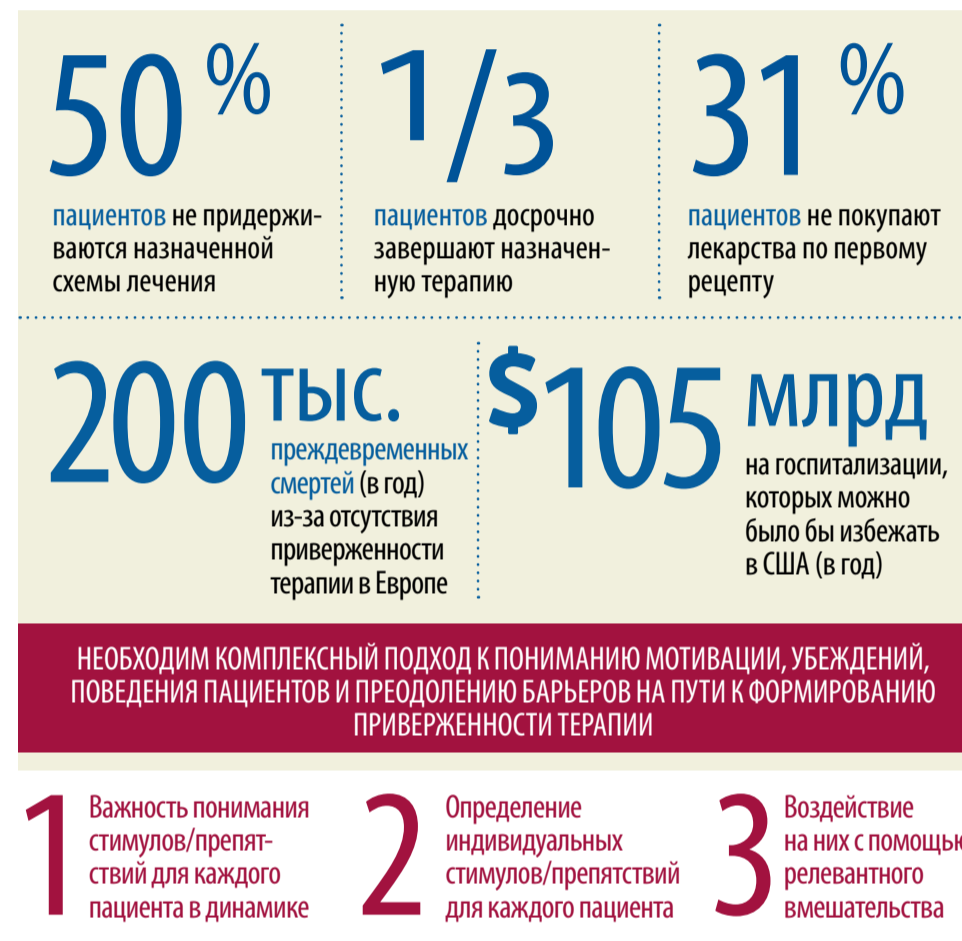 50 %
пациентов не придержи-
ваются назначенной
схемы лечения
1/3
пациентов досрочно
завершают назначен-
ную терапию
31 %
пациентов не покупают
лекарства по первому
рецепту
200 тыс.
преждевременных
смертей (в год)
из-за отсутствия
приверженности
терапии в Европе
$105 млрд
на госпитализации,
которых можно
было бы избежать
в США (в год)
НЕОБХОДИМ КОМПЛЕКСНЫЙ ПОДХОД К ПОНИМАНИЮ МОТИВАЦИИ, УБЕЖДЕНИЙ,
ПОВЕДЕНИЯ ПАЦИЕНТОВ И ПРЕОДОЛЕНИЮ БАРЬЕРОВ НА ПУТИ К ФОРМИРОВАНИЮ
ПРИВЕРЖЕННОСТИ ТЕРАПИИ
1
Важность понимания
стимулов/препят-
ствий для каждого
пациента в динамике
2
Определение
индивидуальных
стимулов/препятствий
для каждого пациента
3
Воздействие
на них с помощью
релевантного
вмешательства